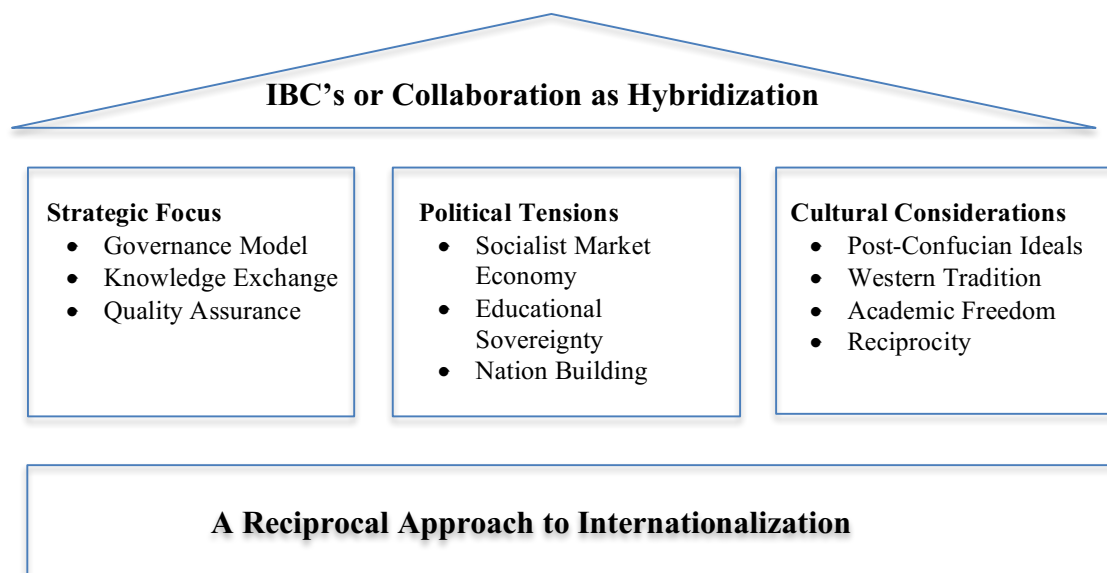 IBC's or Collaboration as Hybridization
Strategic Focus
• Governance Model
• Knowledge Exchange
• Quality Assurance
Political Tensions
• Socialist Market
Economy
• Educational
Sovereignty
• Nation Building
Cultural Considerations
• Post-Confucian Ideals
• Western Tradition
• Academic Freedom
• Reciprocity
A Reciprocal Approach to Internationalization